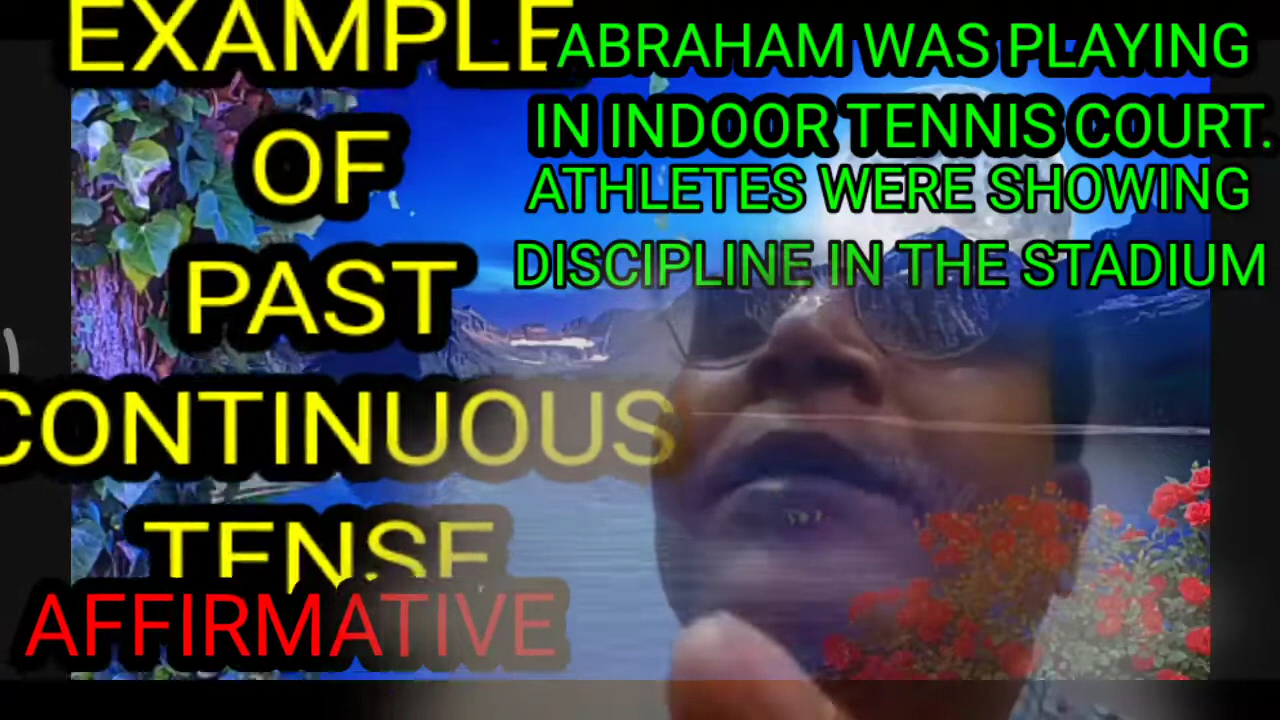 EXAMPLE
OF
PAST
CONTINUOUS
TENSE
AFFIRMATIVE
ABRAHAM WAS PLAYING
IN INDOOR TENNIS COURT.
ATHLETES WERE SHOWING
DISCIPLINE IN THE STADIUM